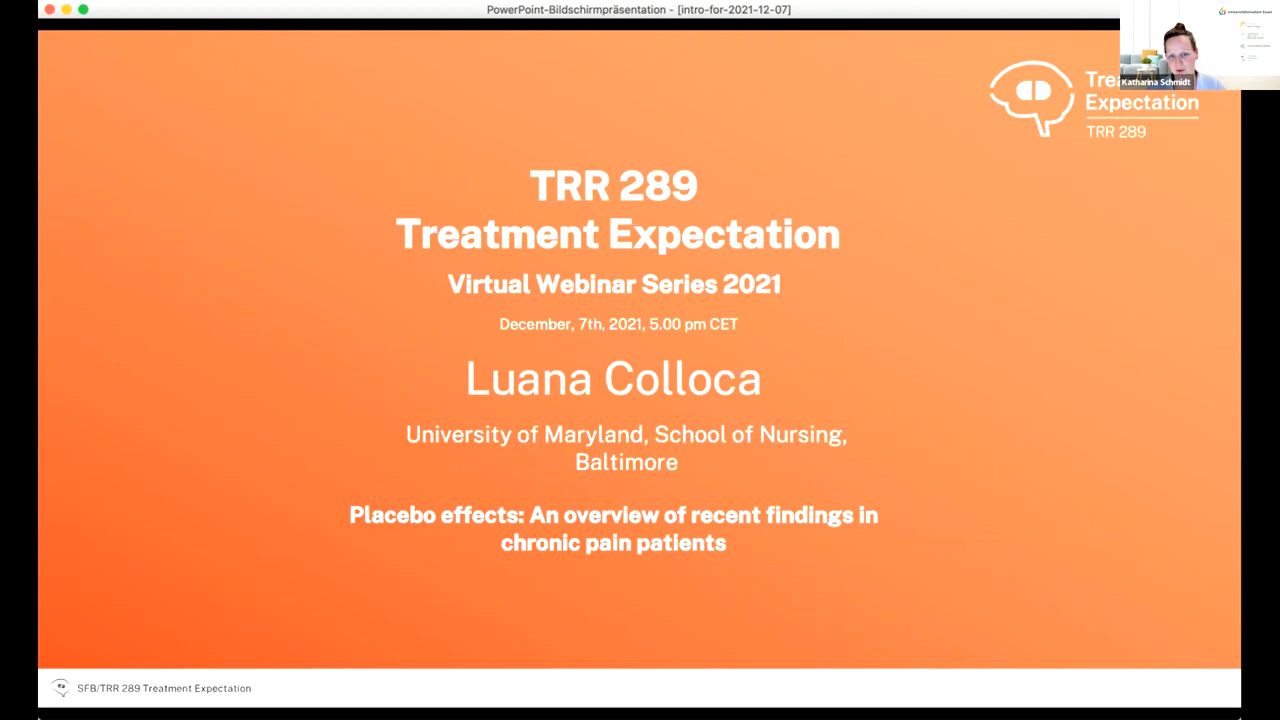 PowerPoint-Bildschirmpräsentation - [intro-for-2021-12-07]
Katharina Schmidt
Expectation
TRR 289
TRR 289
Treatment Expectation
Virtual Webinar Series 2021
December, 7th, 2021, 5.00 pm CET
Luana Colloca
University of Maryland, School of Nursing,
Baltimore
Placebo effects: An overview of recent findings in
chronic pain patients
SFB/TRR 289 Treatment Expectation